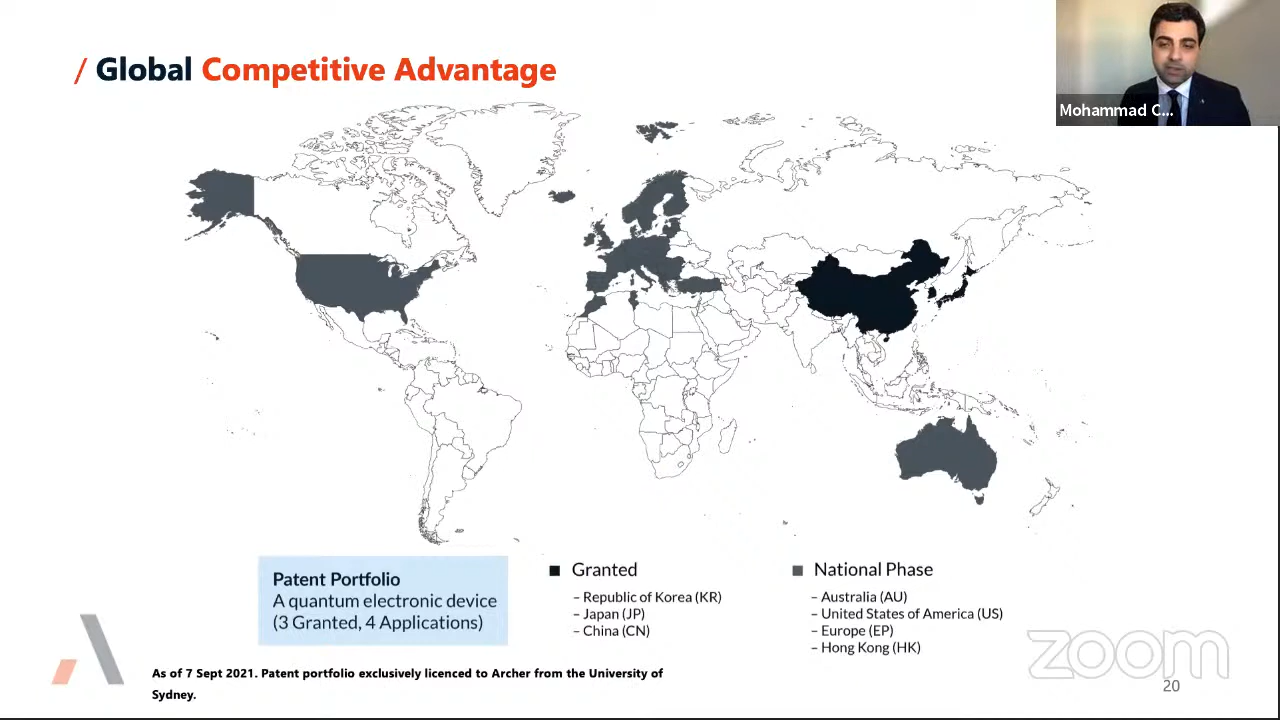 / Global Competitive Advantage
Mohammad C...
Patent Portfolio
A quantum electronic device
(3 Granted, 4 Applications)
Granted
– Republic of Korea (KR)
– Japan (JP)
– China (CN)
National Phase
– Australia (AU)
– United States of America (US)
– Europe (EP)
– Hong Kong (HK)
As of 7 Sept 2021. Patent portfolio exclusively licenced to Archer from the University of
Sydney.
zoom
20